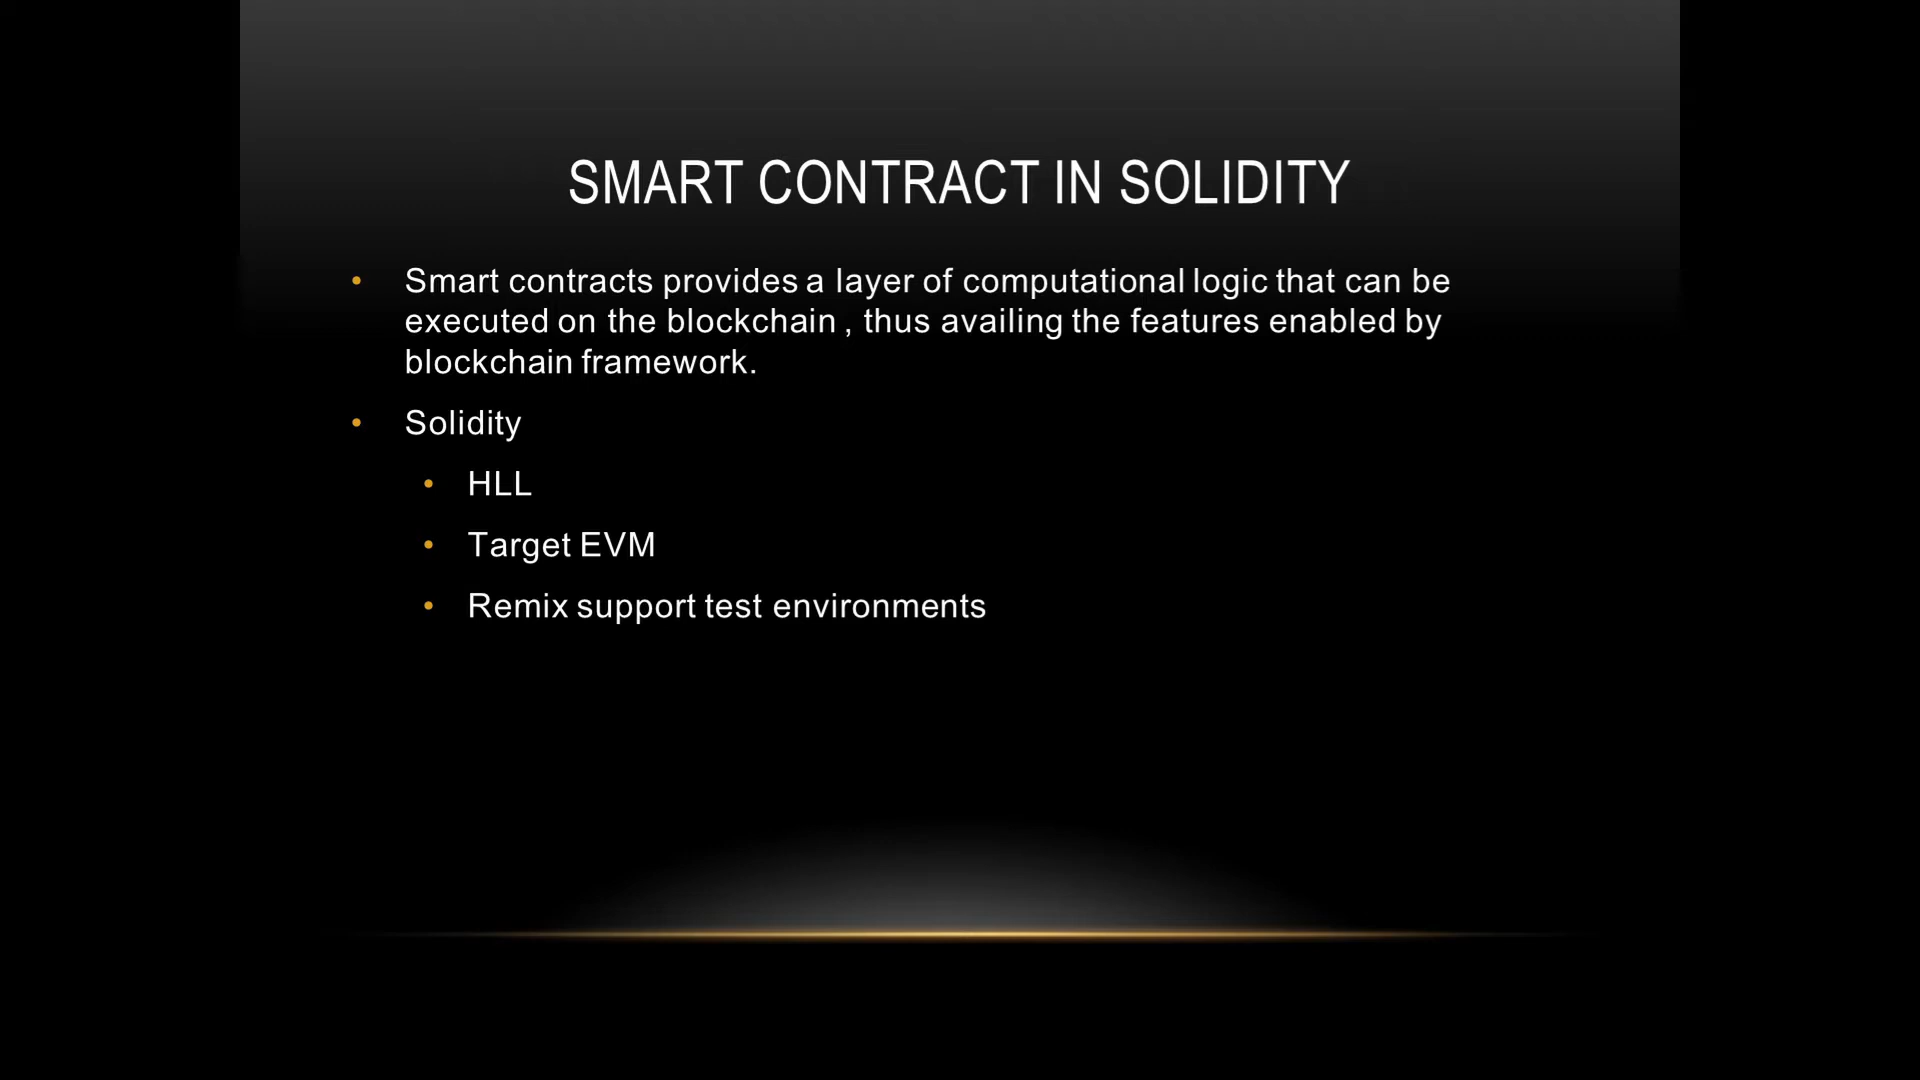 SMART CONTRACT IN SOLIDITY
• Smart contracts provides a layer of computational logic that can be
executed on the blockchain , thus availing the features enabled by
blockchain framework.
• Solidity
• HLL
• Target EVM
• Remix support test environments